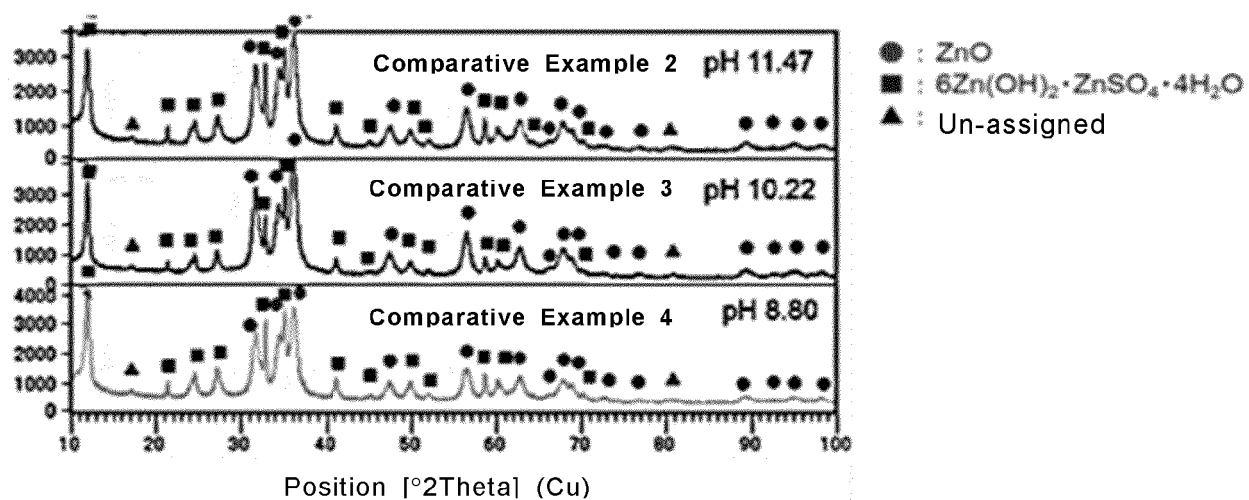 Comparative Example 2 pH 11.47
3000
2000
1000
0
Comparative Example 3 pH 10.22
3000
2000
1000
0
Comparative Example 4 pH 8.80
4000
3000
2000
1000
0
10 20 30 40 50 60 70 80 90 100
Position [°2Theta] (Cu)
● : ZnO
■ : 6Zn(OH)₂·ZnSO₄·4H₂O
▲ : Un-assigned